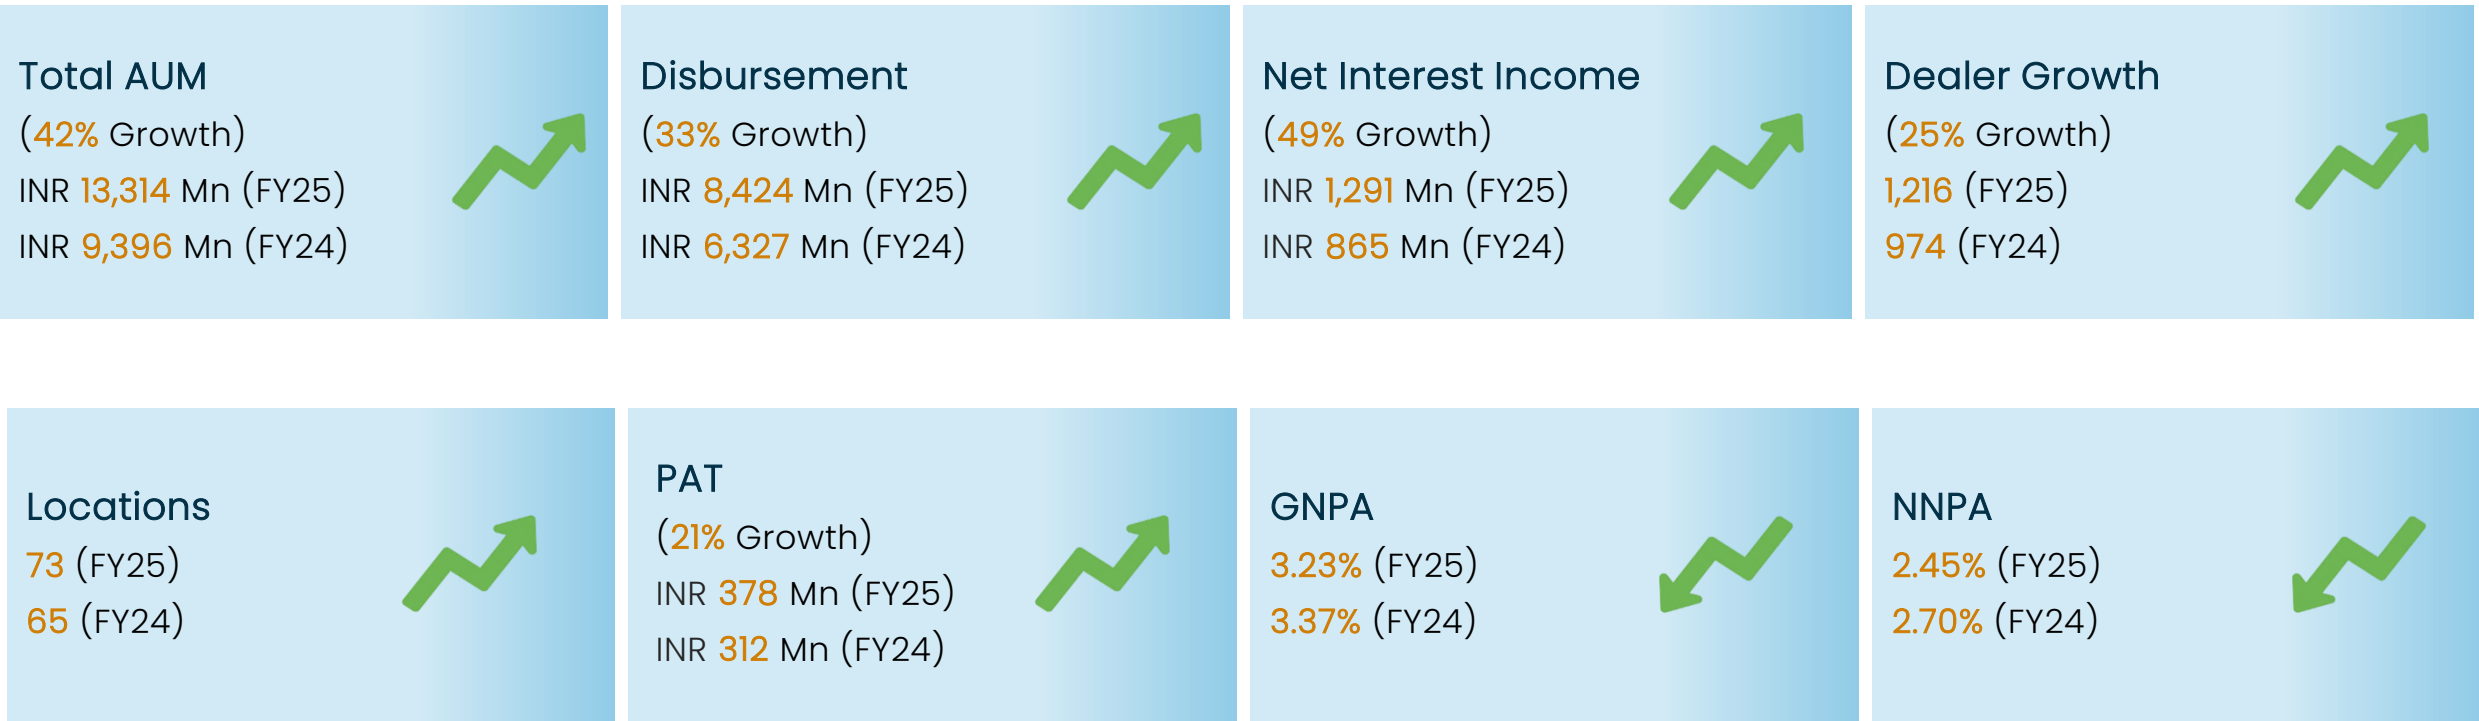 Total AUM
(42% Growth)
INR 13,314 Mn (FY25)
INR 9,396 Mn (FY24)
Disbursement
(33% Growth)
INR 8,424 Mn (FY25)
INR 6,327 Mn (FY24)
Net Interest Income
(49% Growth)
INR 1,291 Mn (FY25)
INR 865 Mn (FY24)
Dealer Growth
(25% Growth)
1,216 (FY25)
974 (FY24)
Locations
73 (FY25)
65 (FY24)
PAT
(21% Growth)
INR 378 Mn (FY25)
INR 312 Mn (FY24)
GNPA
3.23% (FY25)
3.37% (FY24)
NNPA
2.45% (FY25)
2.70% (FY24)